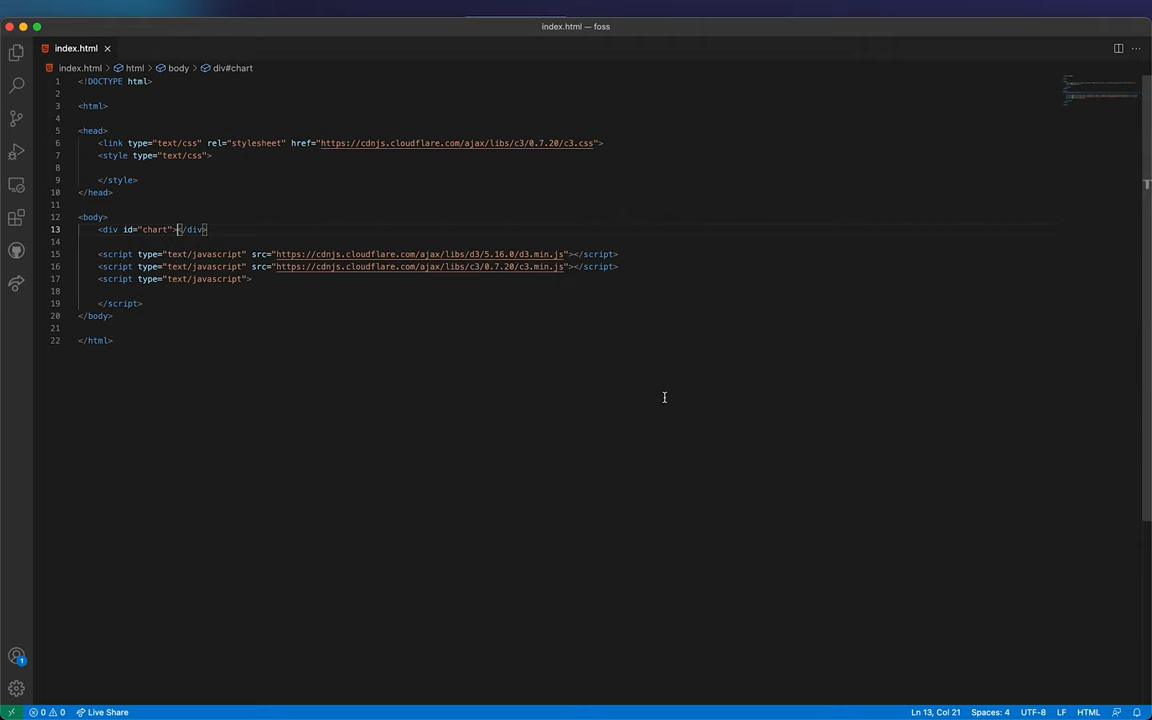 index.html — foss
index.html
index.html > html > body > div#chart
1 <!DOCTYPE html>
2
3 <html>
4
5 <head>
6 <link type="text/css" rel="stylesheet" href="https://cdnjs.cloudflare.com/ajax/libs/c3/0.7.20/c3.css">
7 <style type="text/css">
8
9 </style>
10 </head>
11
12 <body>
13 <div id="chart"></div>
14
15 <script type="text/javascript" src="https://cdnjs.cloudflare.com/ajax/libs/d3/5.16.0/d3.min.js"></script>
16 <script type="text/javascript" src="https://cdnjs.cloudflare.com/ajax/libs/c3/0.7.20/c3.min.js"></script>
17 <script type="text/javascript">
18
19 </script>
20 </body>
21
22 </html>
1
0 0 Live Share Ln 13, Col 21 Spaces: 4 UTF-8 LF HTML